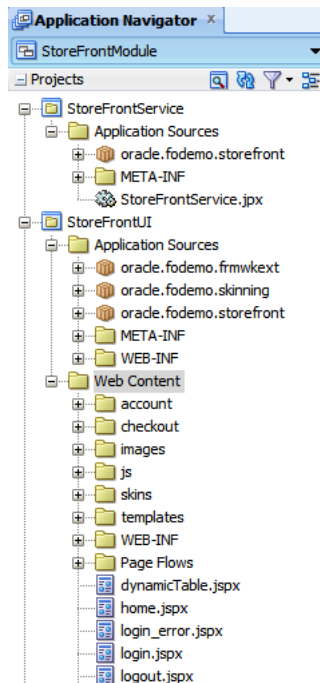 Application Navigator
StoreFrontModule
Projects
StoreFrontService
Application Sources
oracle.fodemo.storefront
META-INF
StoreFrontService.jpx
StoreFrontUI
Application Sources
oracle.fodemo.frmwkext
oracle.fodemo.skinning
oracle.fodemo.storefront
META-INF
WEB-INF
Web Content
account
checkout
images
js
skins
templates
WEB-INF
Page Flows
dynamicTable.jspx
home.jspx
login_error.jspx
login.jspx
logout.jspx